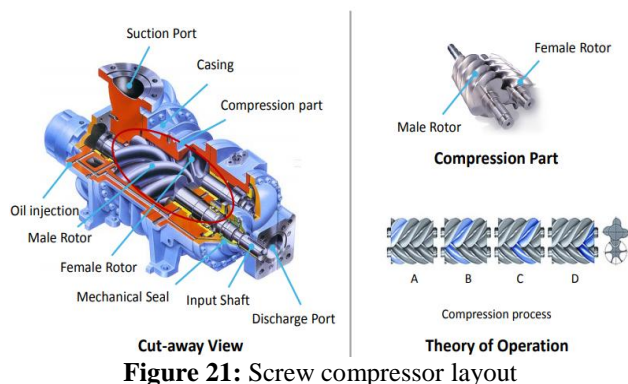 Suction Port
Casing
Compression part
Oil injection
Male Rotor
Female Rotor
Mechanical Seal
Input Shaft
Discharge Port
Cut-away View
Female Rotor
Male Rotor
Compression Part
A B C D
Compression process
Theory of Operation
Figure 21: Screw compressor layout